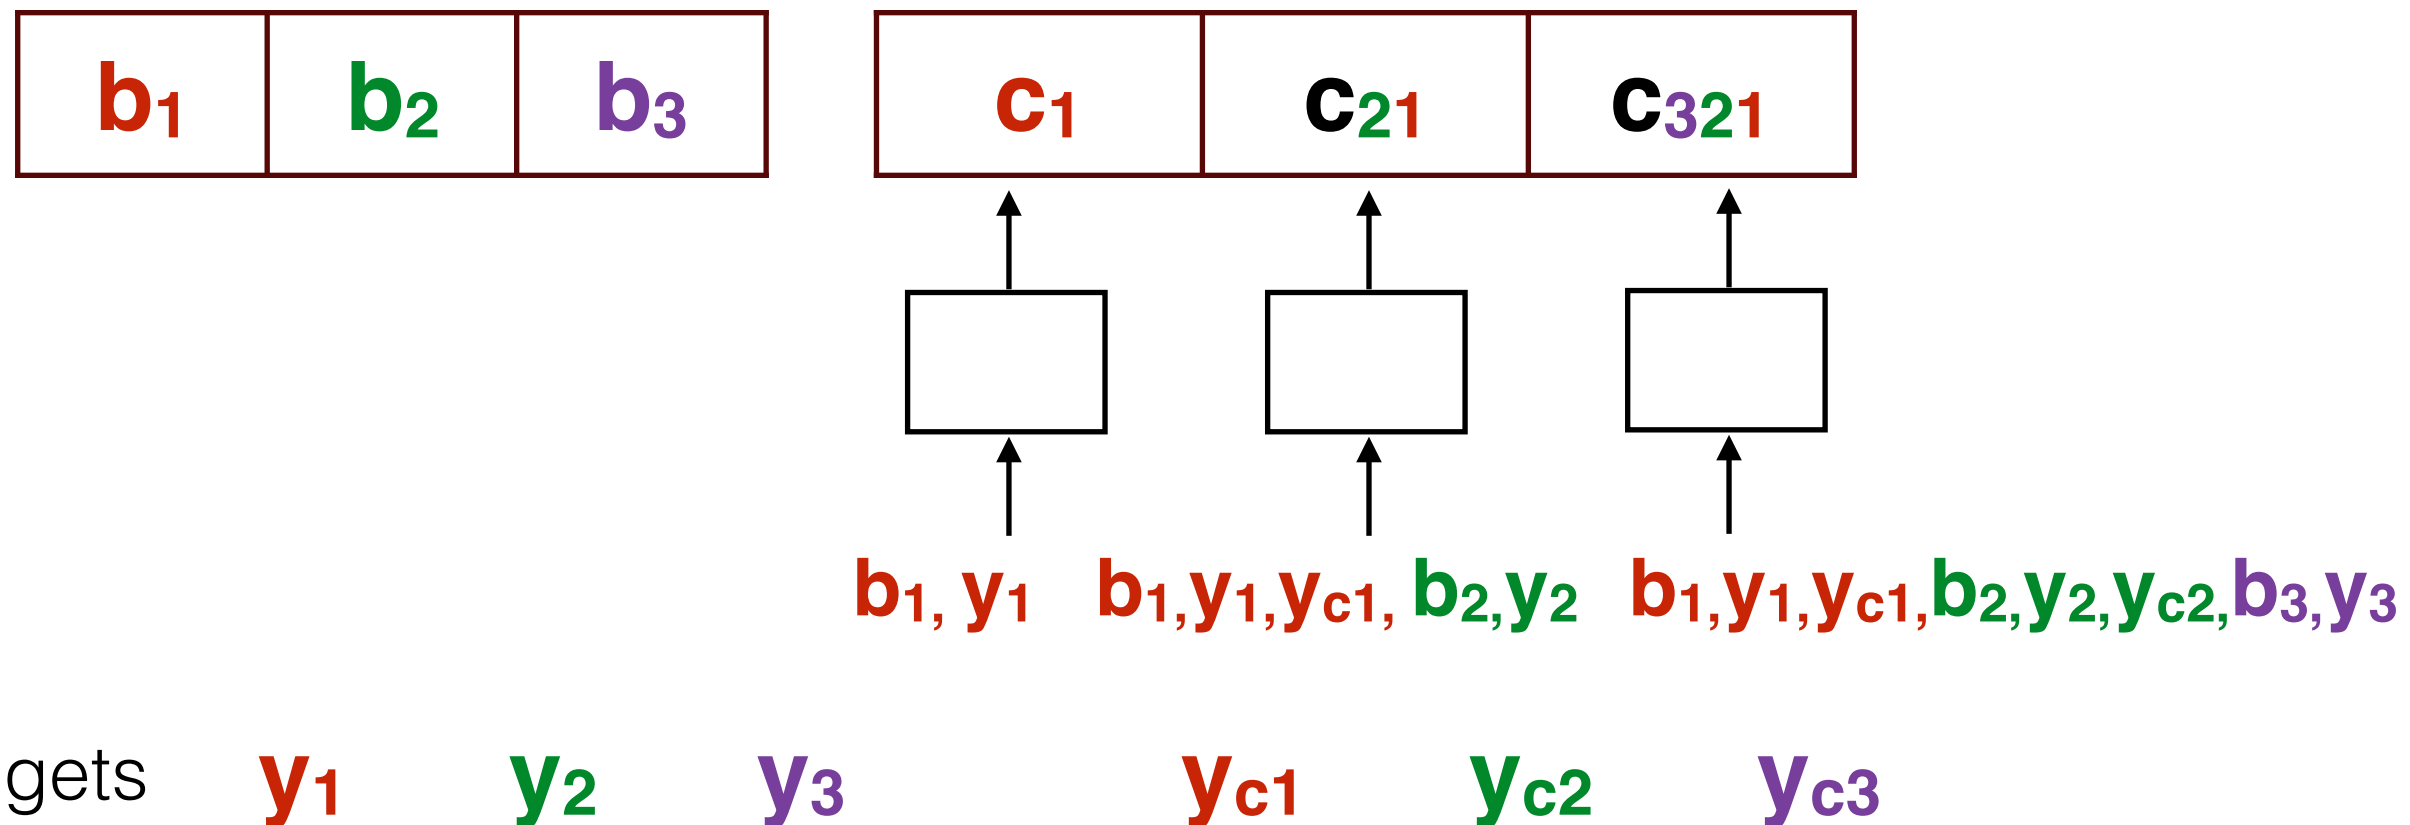 b1 b2 b3 c1 c21 c321
b1, y1 b1,y1,yc1, b2,y2 b1,y1,yc1,b2,y2,yc2,b3,y3
gets y1 y2 y3 yc1 yc2 yc3